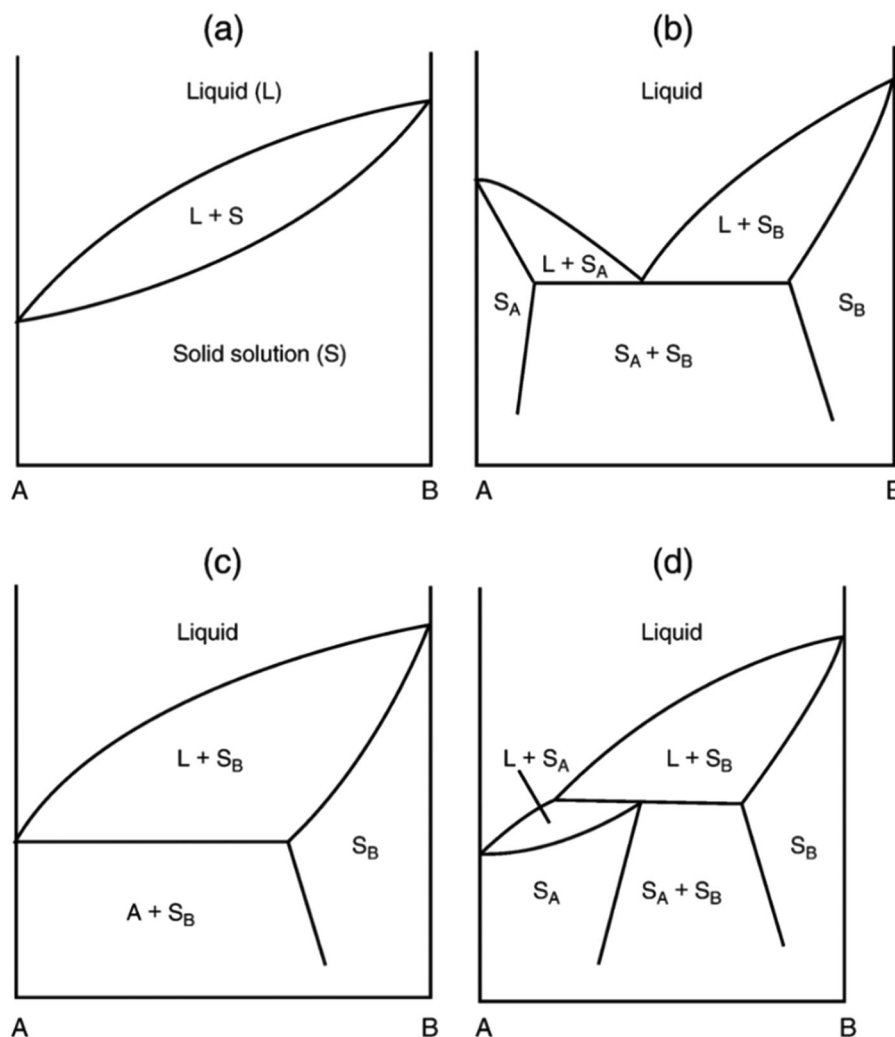 (a)
Liquid (L)
L + S
Solid solution (S)
A B
(b)
Liquid
L + S_B
L + S_A
S_A
S_B
S_A + S_B
A
(c)
Liquid
L + S_B
S_B
A + S_B
A B
(d)
Liquid
L + S_A
L + S_B
S_B
S_A
S_A + S_B
A B